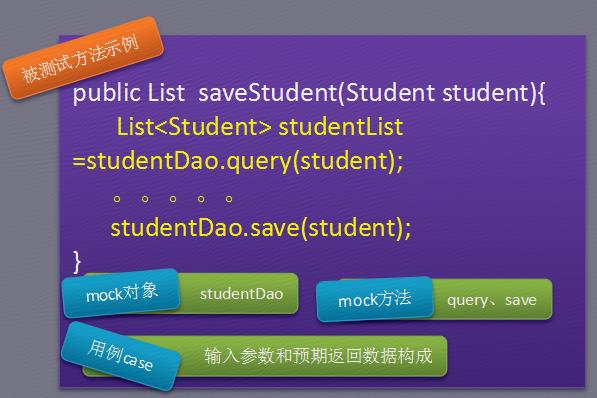 被测试方法示例
public List  saveStudent(Student student){
List<Student> studentList
=studentDao.query(student);
。。。。。
studentDao.save(student);
}
mock对象 studentDao
mock方法 query、save
用例case 输入参数和预期返回数据构成